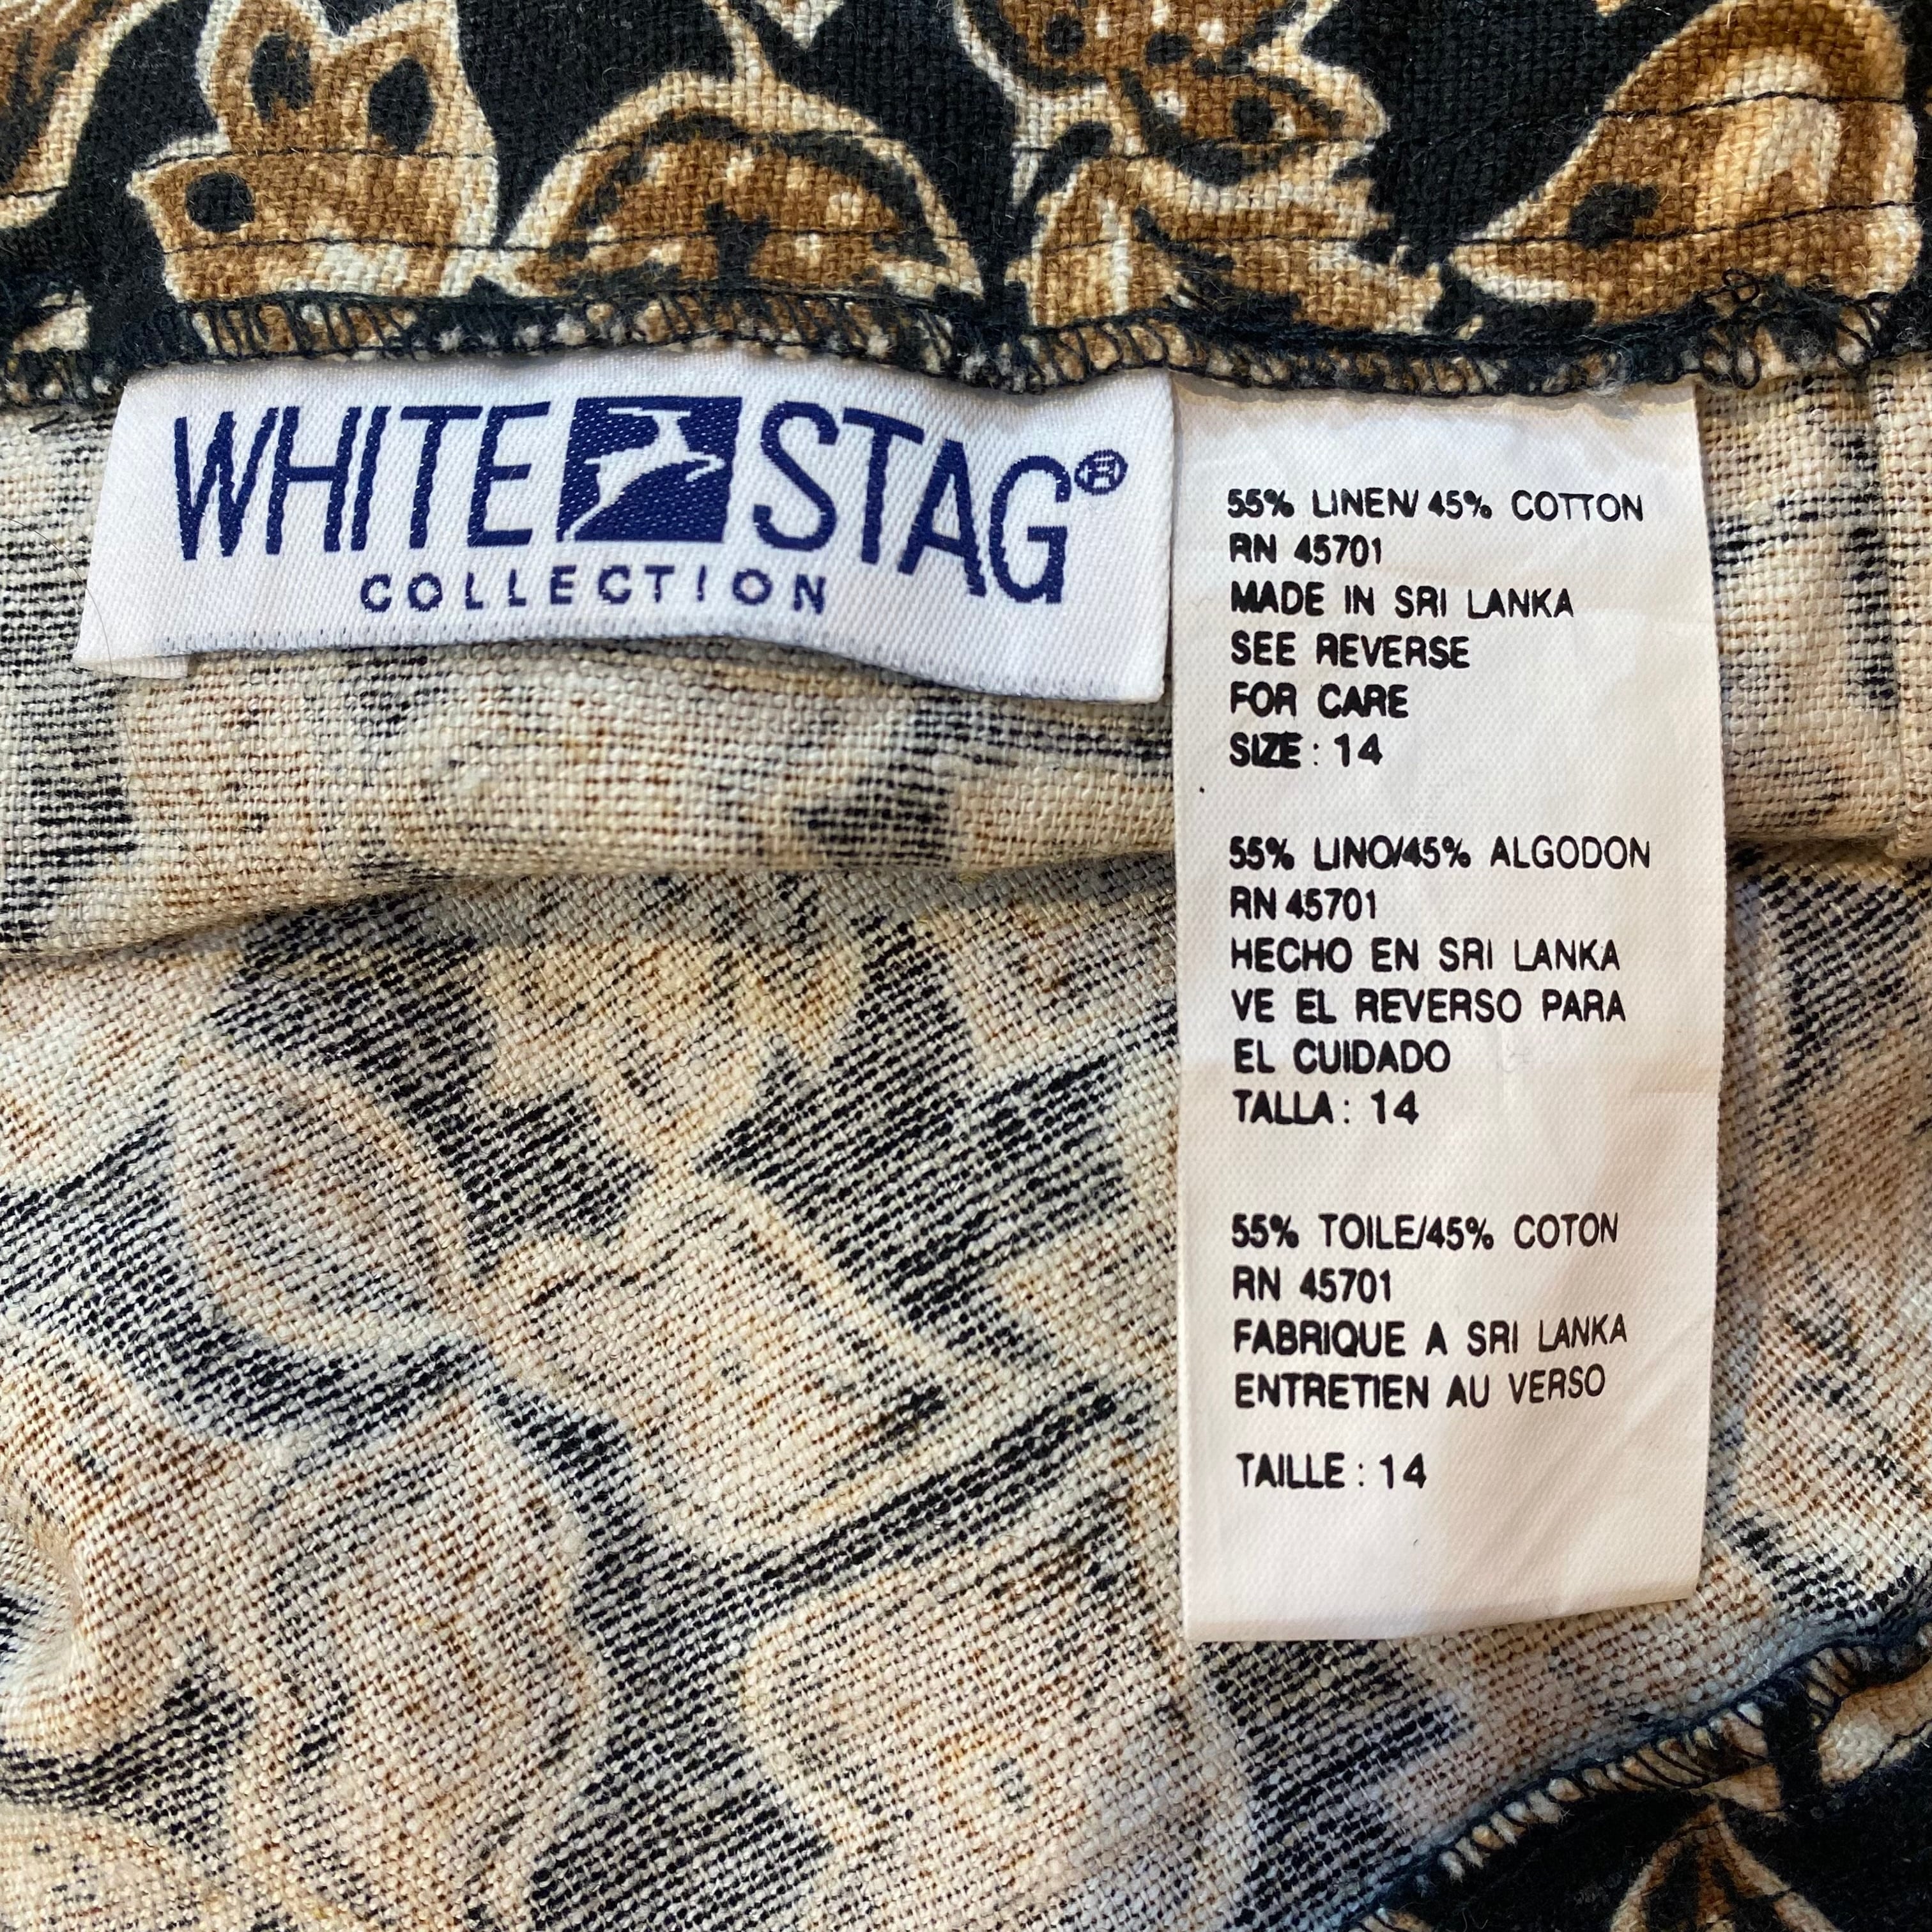 WHITE STAG®
COLLECTION
55% LINEN/45% COTTON
RN 45701
MADE IN SRI LANKA
SEE REVERSE
FOR CARE
SIZE: 14
55% LINO/45% ALGODON
RN 45701
HECHO EN SRI LANKA
VE EL REVERSO PARA
EL CUIDADO
TALLA: 14
55% TOILE/45% COTON
RN 45701
FABRIQUE A SRI LANKA
ENTRETIEN AU VERSO
TAILLE: 14